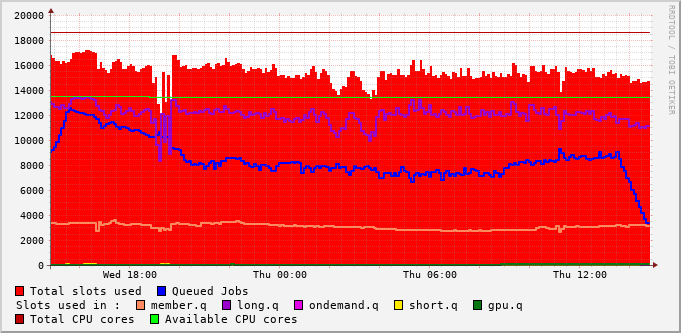 20000
18000
16000
14000
12000
10000
8000
6000
4000
2000
0
Wed 18:00 Thu 00:00 Thu 06:00 Thu 12:00
RRDTOOL / TOBI OETIKER
Total slots used Queued Jobs
Slots used in : member.q long.q ondemand.q short.q gpu.q
Total CPU cores Available CPU cores